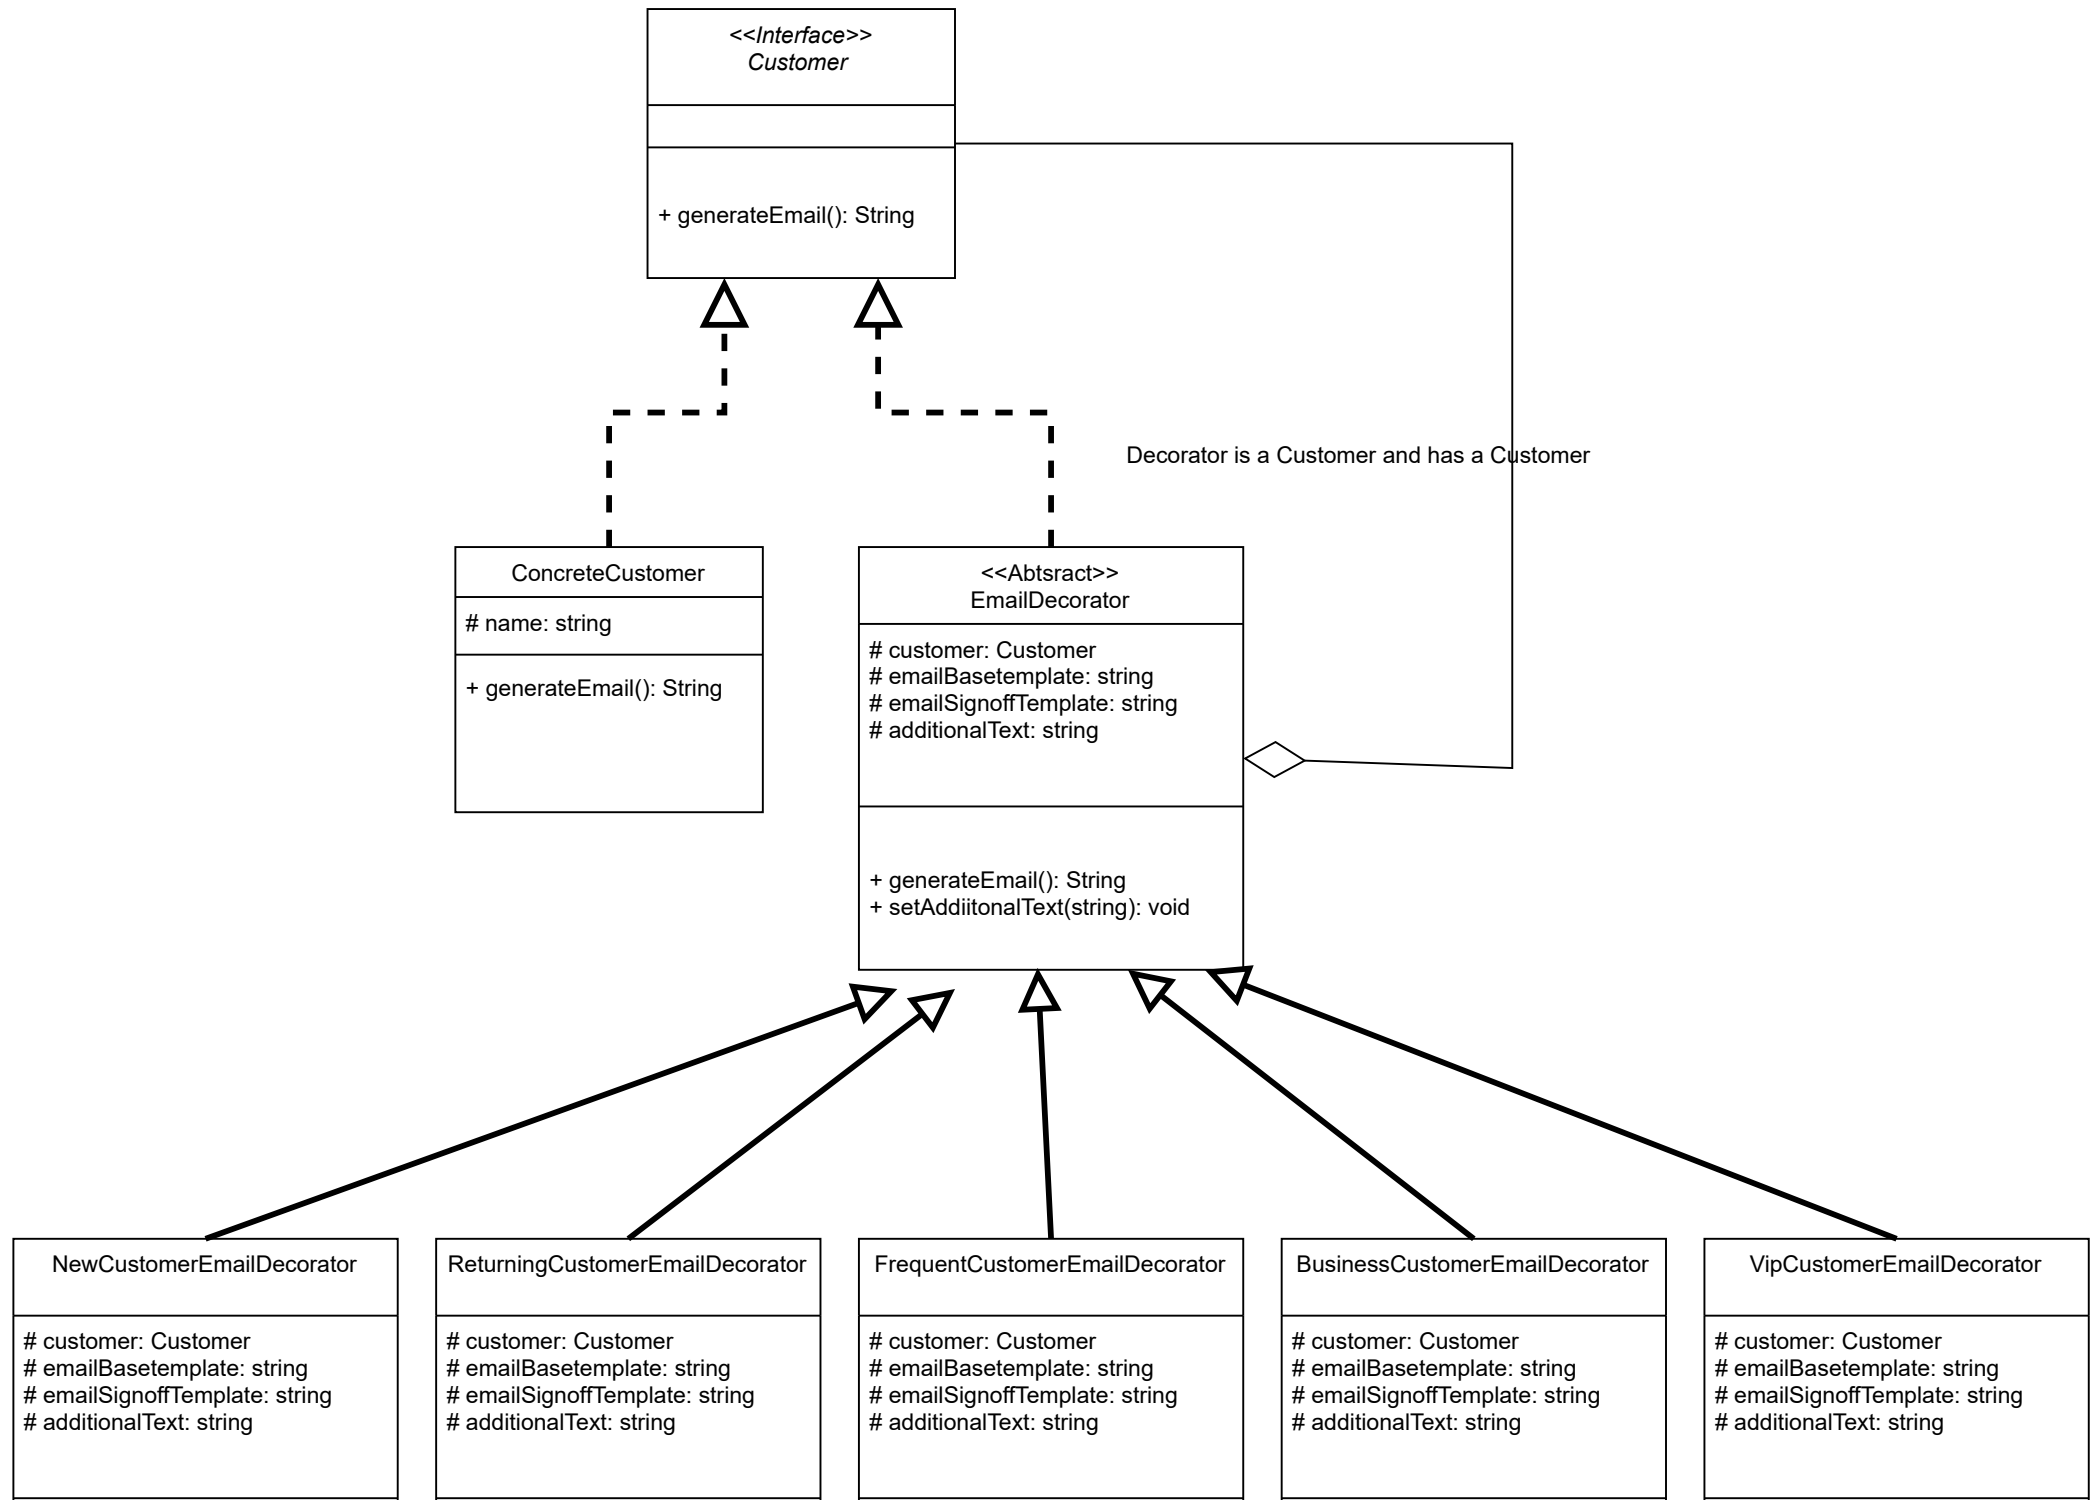 <<Interface>>
Customer
+ generateEmail(): String
Decorator is a Customer and has a Customer
ConcreteCustomer
# name: string
+ generateEmail(): String
<<Abtsract>>
EmailDecorator
# customer: Customer
# emailBasetemplate: string
# emailSignoffTemplate: string
# additionalText: string
+ generateEmail(): String
+ setAddiitonalText(string): void
NewCustomerEmailDecorator
# customer: Customer
# emailBasetemplate: string
# emailSignoffTemplate: string
# additionalText: string
ReturningCustomerEmailDecorator
# customer: Customer
# emailBasetemplate: string
# emailSignoffTemplate: string
# additionalText: string
FrequentCustomerEmailDecorator
# customer: Customer
# emailBasetemplate: string
# emailSignoffTemplate: string
# additionalText: string
BusinessCustomerEmailDecorator
# customer: Customer
# emailBasetemplate: string
# emailSignoffTemplate: string
# additionalText: string
VipCustomerEmailDecorator
# customer: Customer
# emailBasetemplate: string
# emailSignoffTemplate: string
# additionalText: string